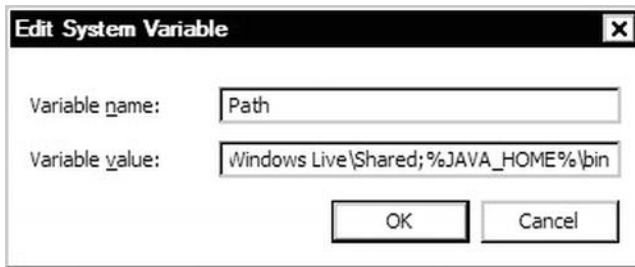 Edit System Variable
Variable name: Path
Variable value: Windows Live\Shared;%JAVA_HOME%\bin
OK Cancel